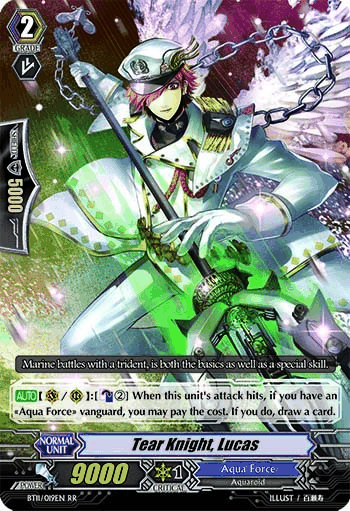 2
GRADE
SHIELD
5000
Marine battles with a trident, is both the basics as well as a special skill.
AUTO [ / ]:[ ②] When this unit's attack hits, if you have an
«Aqua Force» vanguard, you may pay the cost. If you do, draw a card.
NORMAL
UNIT
Tear Knight, Lucas
POWER
9000
1
CRITICAL
Aqua Force
Aquaroid
BT11/019EN RR
ILLUST / 百瀬寿